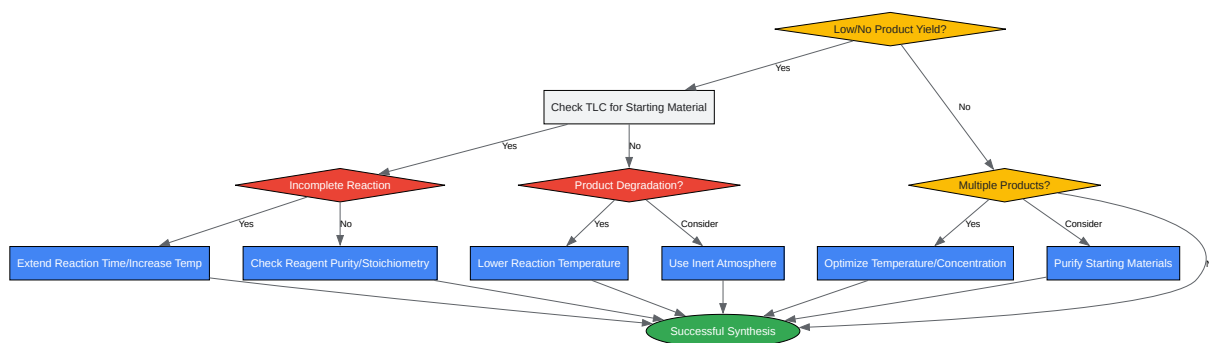 Low/No Product Yield?
Yes
Check TLC for Starting Material
No
Yes
No
Incomplete Reaction
Product Degradation?
Multiple Products?
Yes
No
Yes
Consider
Yes
Consider
Extend Reaction Time/Increase Temp
Check Reagent Purity/Stoichiometry
Lower Reaction Temperature
Use Inert Atmosphere
Optimize Temperature/Concentration
Purify Starting Materials
Successful Synthesis